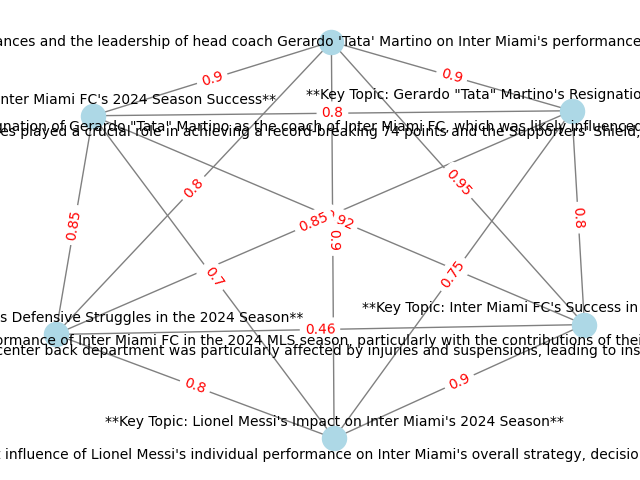 ances and the leadership of head coach Gerardo 'Tata' Martino on Inter Miami's performance
0.9
0.9
nter Miami FC's 2024 Season Success**
**Key Topic: Gerardo "Tata" Martino's Resignatio
0.8
gnation of Gerardo "Tata" Martino as the coach of Inter Miami FC, which was likely influenced
es played a crucial role in achieving a record-breaking 74 points and the Supporters' Shield,
0.8
0.95
0.85
0.85
92
0.8
0.9
0.7
0.75
s Defensive Struggles in the 2024 Season**
**Key Topic: Inter Miami FC's Success in
0.46
ormance of Inter Miami FC in the 2024 MLS season, particularly with the contributions of thei
center back department was particularly affected by injuries and suspensions, leading to ins
0.8
0.9
**Key Topic: Lionel Messi's Impact on Inter Miami's 2024 Season**
influence of Lionel Messi's individual performance on Inter Miami's overall strategy, decisio